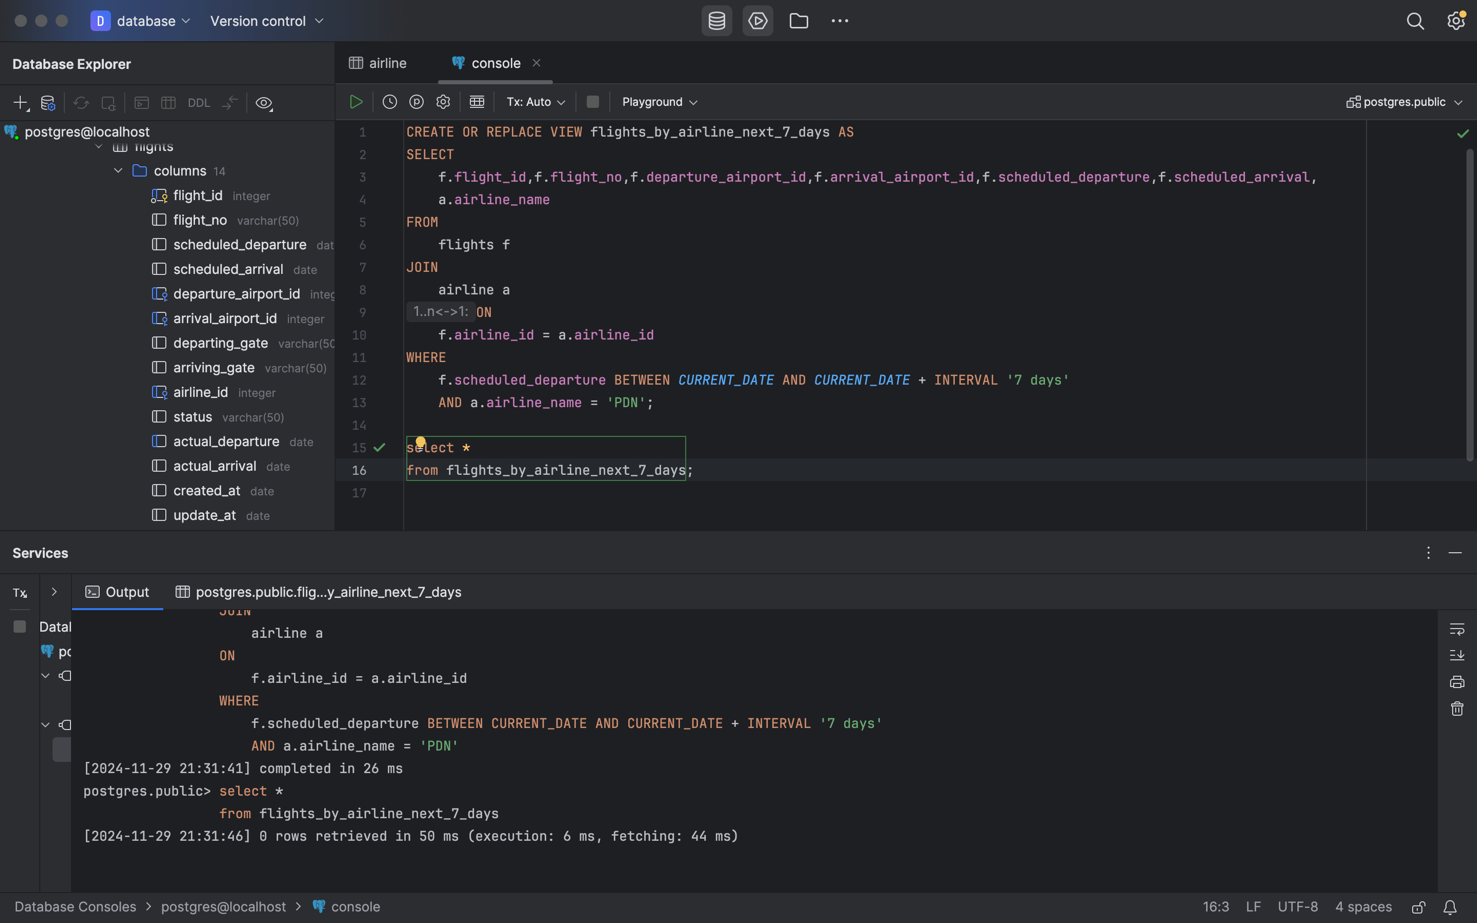 D database Version control
Database Explorer
airline console
DDL
Tx: Auto Playground postgres.public
postgres@localhost
flights
columns 14
flight_id integer
flight_no varchar(50)
scheduled_departure dat
scheduled_arrival date
departure_airport_id integ
arrival_airport_id integer
departing_gate varchar(50
arriving_gate varchar(50)
airline_id integer
status varchar(50)
actual_departure date
actual_arrival date
created_at date
update_at date
1 CREATE OR REPLACE VIEW flights_by_airline_next_7_days AS
2 SELECT
3 f.flight_id,f.flight_no,f.departure_airport_id,f.arrival_airport_id,f.scheduled_departure,f.scheduled_arrival,
4 a.airline_name
5 FROM
6 flights f
7 JOIN
8 airline a
9 1..n<->1: ON
10 f.airline_id = a.airline_id
11 WHERE
12 f.scheduled_departure BETWEEN CURRENT_DATE AND CURRENT_DATE + INTERVAL '7 days'
13 AND a.airline_name = 'PDN';
14
15 select *
16 from flights_by_airline_next_7_days;
17
Services
Tx Output postgres.public.flig...y_airline_next_7_days
Datal
po
JOIN
airline a
ON
f.airline_id = a.airline_id
WHERE
f.scheduled_departure BETWEEN CURRENT_DATE AND CURRENT_DATE + INTERVAL '7 days'
AND a.airline_name = 'PDN'
[2024-11-29 21:31:41] completed in 26 ms
postgres.public> select *
from flights_by_airline_next_7_days
[2024-11-29 21:31:46] 0 rows retrieved in 50 ms (execution: 6 ms, fetching: 44 ms)
Database Consoles > postgres@localhost > console
16:3 LF UTF-8 4 spaces